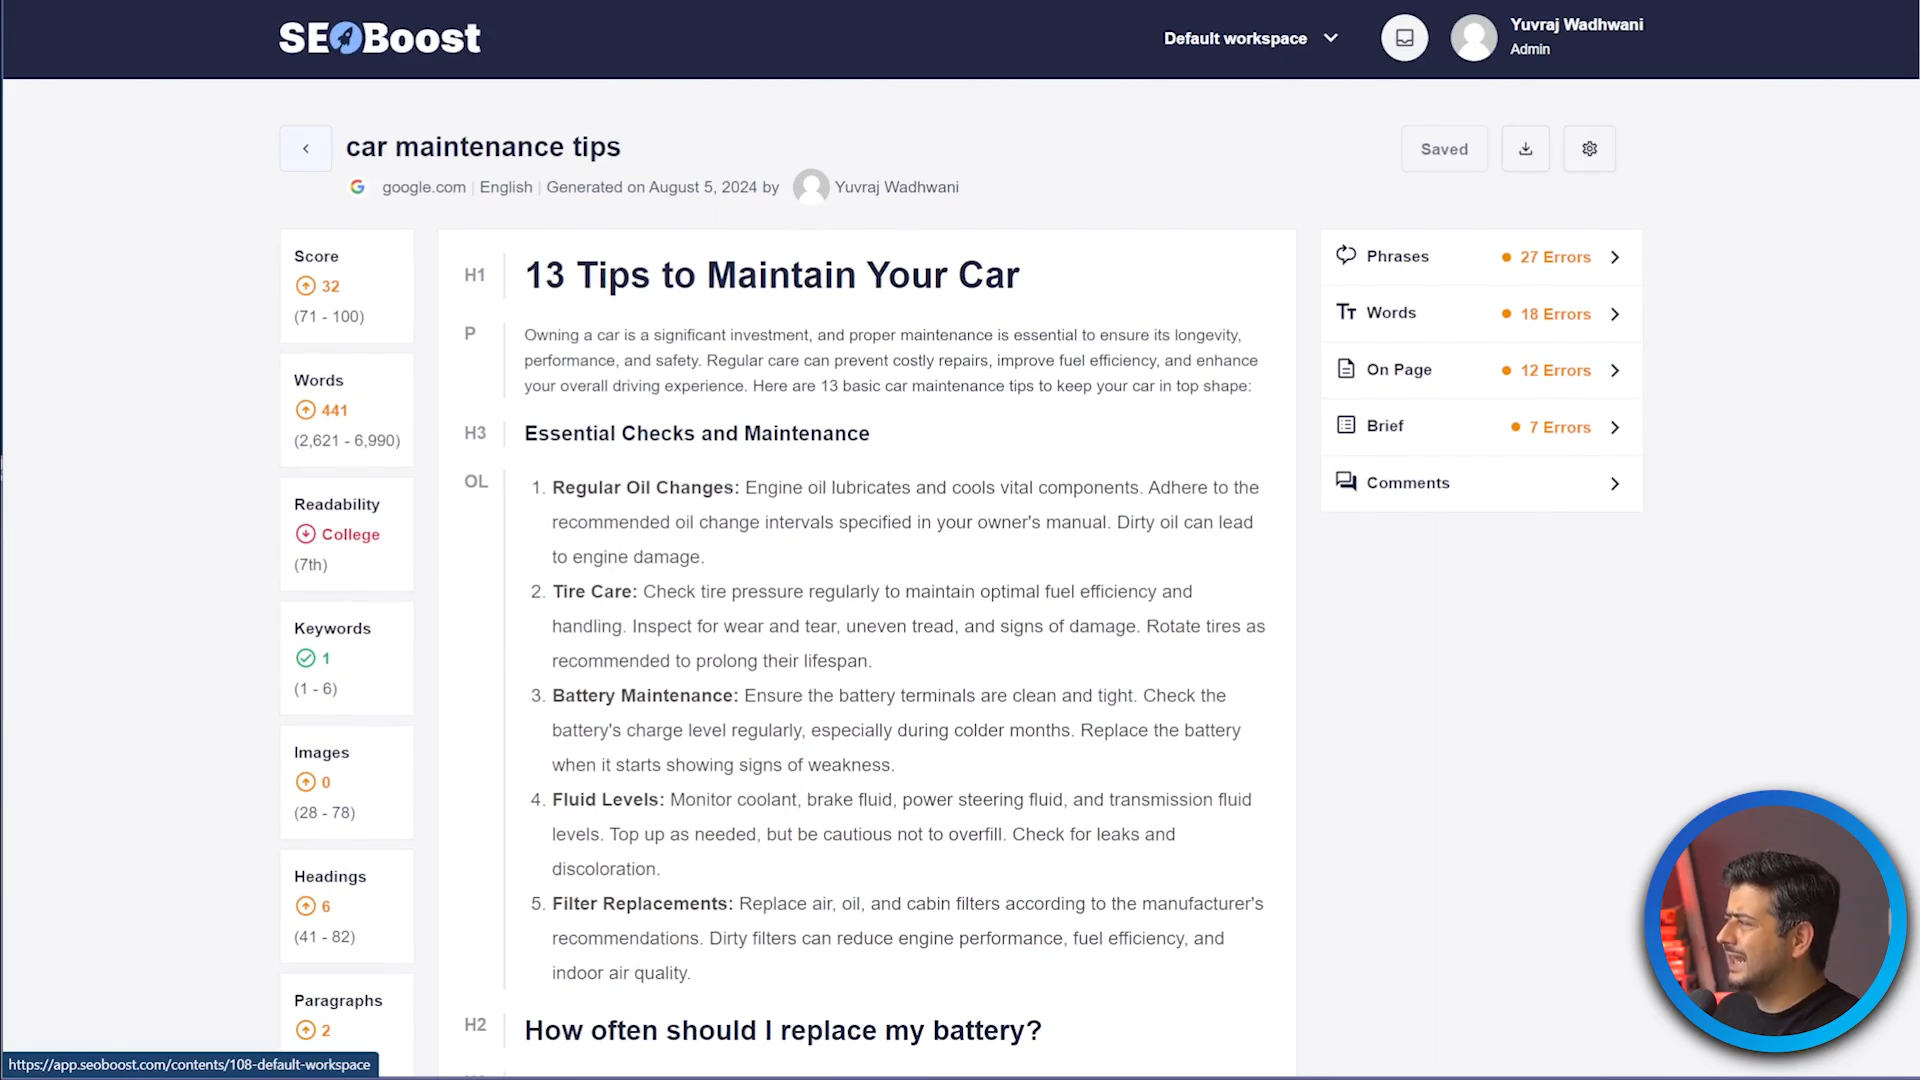 SEOBoost
Default workspace
Yuvraj Wadhwani
Admin
car maintenance tips
Saved
google.com | English | Generated on August 5, 2024 by Yuvraj Wadhwani
Score
32
(71 - 100)
Words
441
(2,621 - 6,990)
Readability
College
(7th)
Keywords
1
(1 - 6)
Images
0
(28 - 78)
Headings
6
(41 - 82)
Paragraphs
2
H1 13 Tips to Maintain Your Car
P Owning a car is a significant investment, and proper maintenance is essential to ensure its longevity,
performance, and safety. Regular care can prevent costly repairs, improve fuel efficiency, and enhance
your overall driving experience. Here are 13 basic car maintenance tips to keep your car in top shape:
H3 Essential Checks and Maintenance
OL 1. Regular Oil Changes: Engine oil lubricates and cools vital components. Adhere to the
recommended oil change intervals specified in your owner's manual. Dirty oil can lead
to engine damage.
2. Tire Care: Check tire pressure regularly to maintain optimal fuel efficiency and
handling. Inspect for wear and tear, uneven tread, and signs of damage. Rotate tires as
recommended to prolong their lifespan.
3. Battery Maintenance: Ensure the battery terminals are clean and tight. Check the
battery's charge level regularly, especially during colder months. Replace the battery
when it starts showing signs of weakness.
4. Fluid Levels: Monitor coolant, brake fluid, power steering fluid, and transmission fluid
levels. Top up as needed, but be cautious not to overfill. Check for leaks and
discoloration.
5. Filter Replacements: Replace air, oil, and cabin filters according to the manufacturer's
recommendations. Dirty filters can reduce engine performance, fuel efficiency, and
indoor air quality.
H2 How often should I replace my battery?
Phrases 27 Errors
Words 18 Errors
On Page 12 Errors
Brief 7 Errors
Comments
https://app.seoboost.com/contents/108-default-workspace